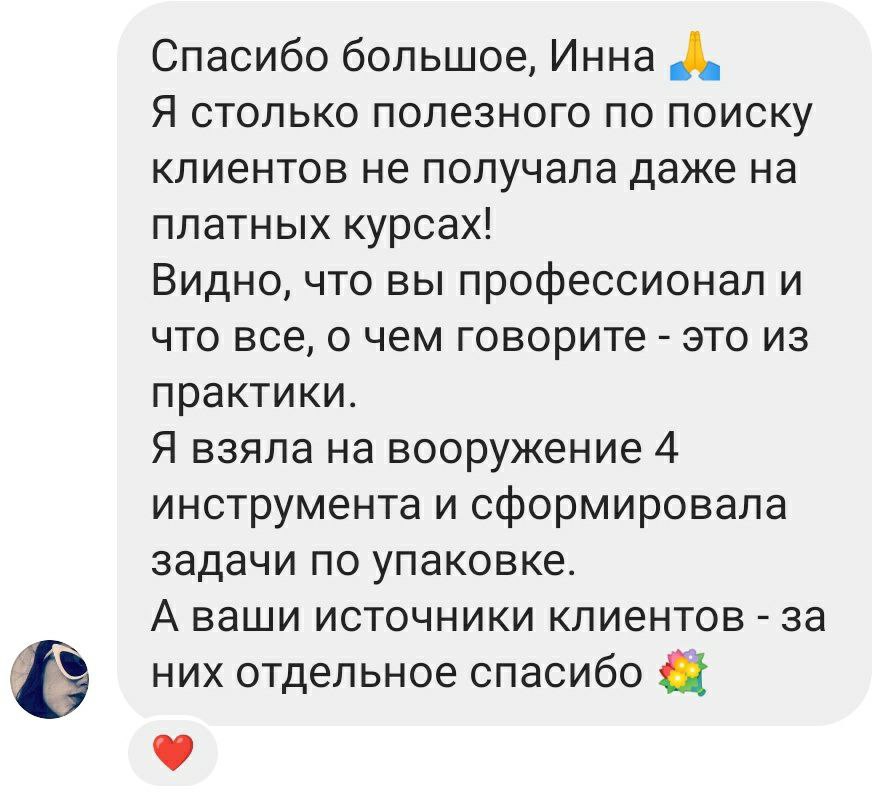 Спасибо большое, Инна 🙏
Я столько полезного по поиску
клиентов не получала даже на
платных курсах!
Видно, что вы профессионал и
что все, о чем говорите - это из
практики.
Я взяла на вооружение 4
инструмента и сформировала
задачи по упаковке.
А ваши источники клиентов - за
них отдельное спасибо 💐
❤️